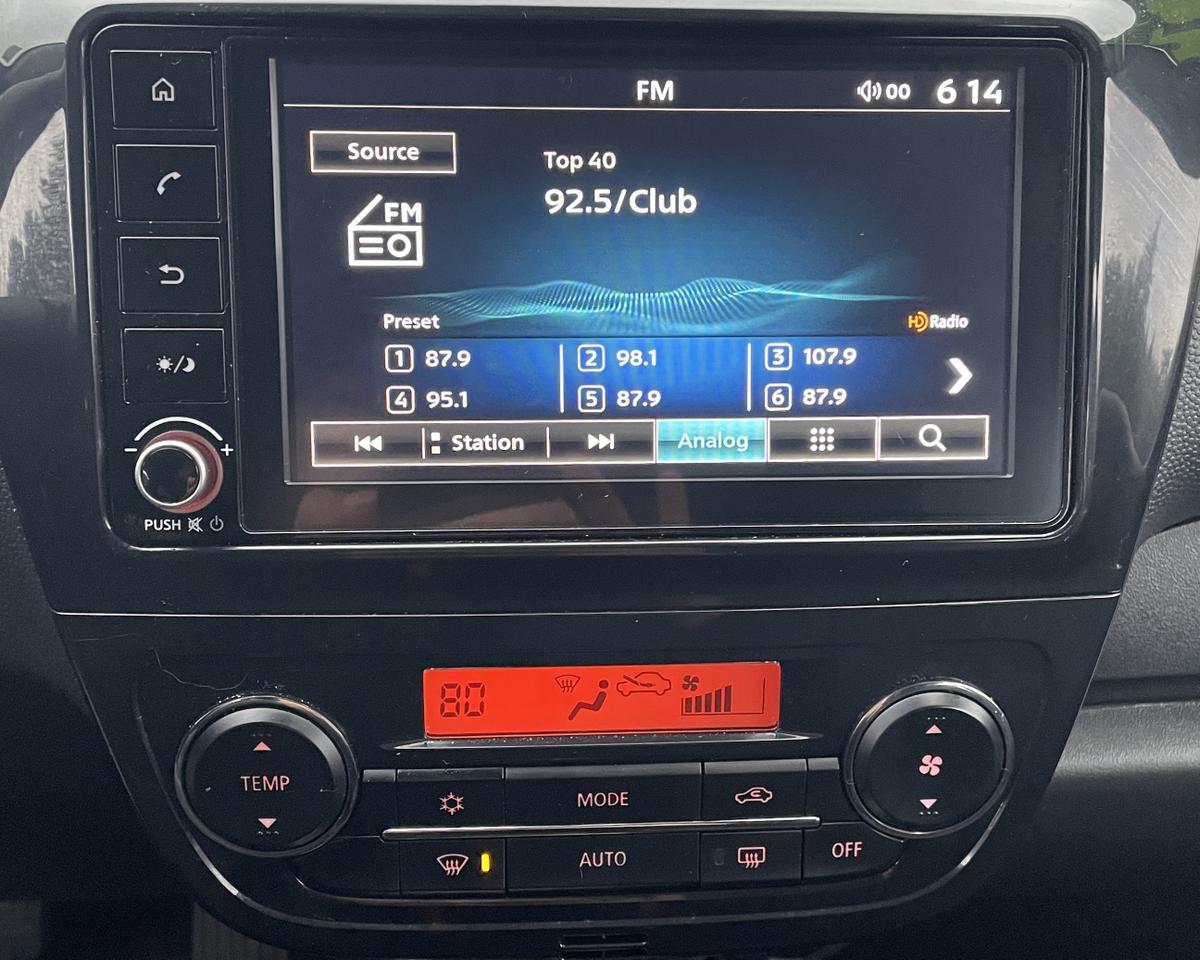 FM
00 6 14
Source
Top 40
92.5/Club
FM
Preset
HD Radio
1 87.9
2 98.1
3 107.9
4 95.1
5 87.9
6 87.9
Station
Analog
- +
PUSH
80
TEMP
MODE
AUTO
OFF